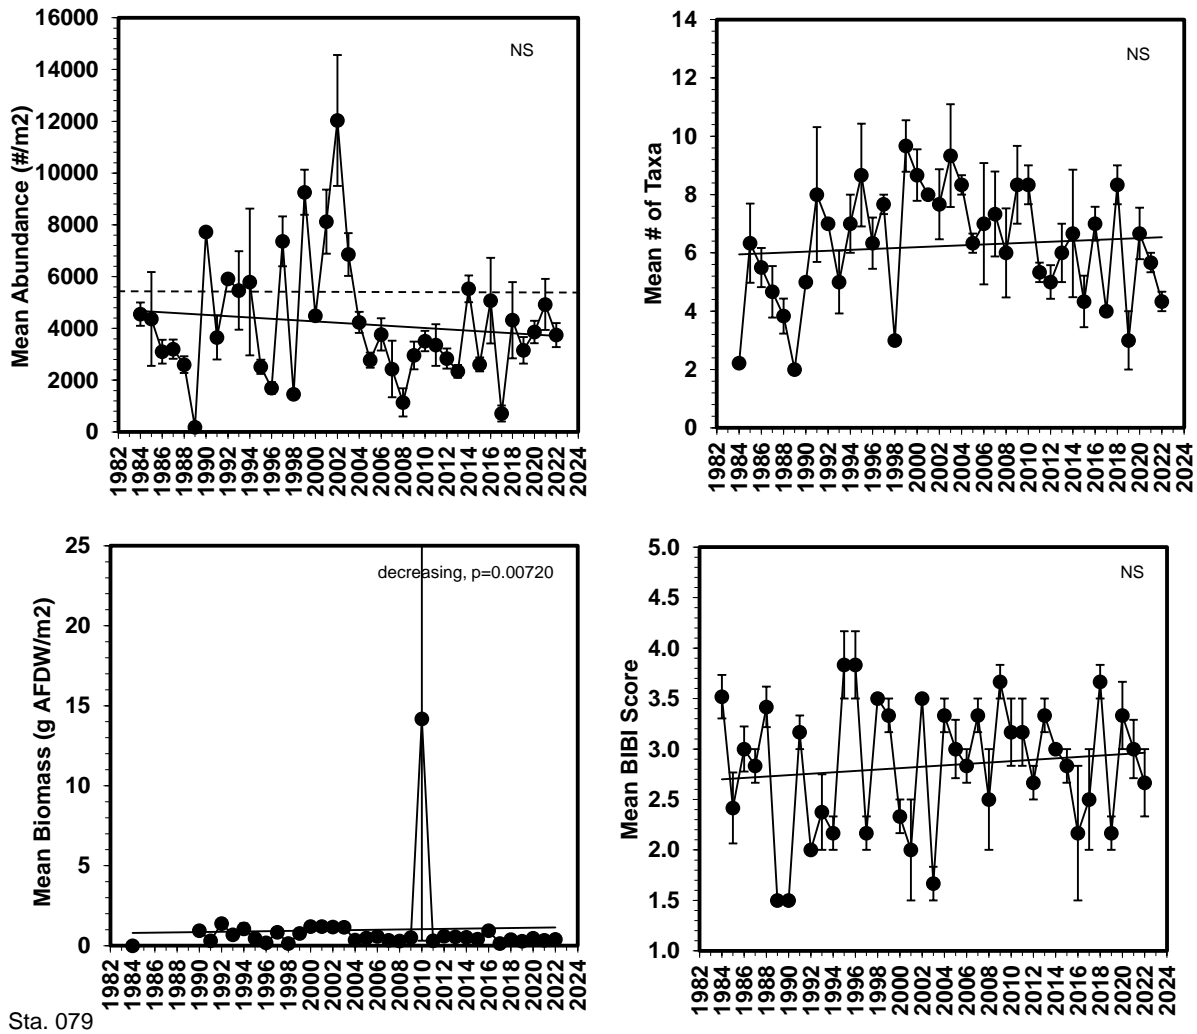 Mean Abundance (#/m2)
16000
14000
12000
10000
8000
6000
4000
2000
0
NS
1982 1984 1986 1988 1990 1992 1994 1996 1998 2000 2002 2004 2006 2008 2010 2012 2014 2016 2018 2020 2022 2024
Mean # of Taxa
14
12
10
8
6
4
2
0
NS
1982 1984 1986 1988 1990 1992 1994 1996 1998 2000 2002 2004 2006 2008 2010 2012 2014 2016 2018 2020 2022 2024
Mean Biomass (g AFDW/m2)
25
20
15
10
5
0
decreasing, p=0.00720
1982 1984 1986 1988 1990 1992 1994 1996 1998 2000 2002 2004 2006 2008 2010 2012 2014 2016 2018 2020 2022 2024
Mean BIBI Score
5.0
4.5
4.0
3.5
3.0
2.5
2.0
1.5
1.0
NS
1982 1984 1986 1988 1990 1992 1994 1996 1998 2000 2002 2004 2006 2008 2010 2012 2014 2016 2018 2020 2022 2024
Sta. 079